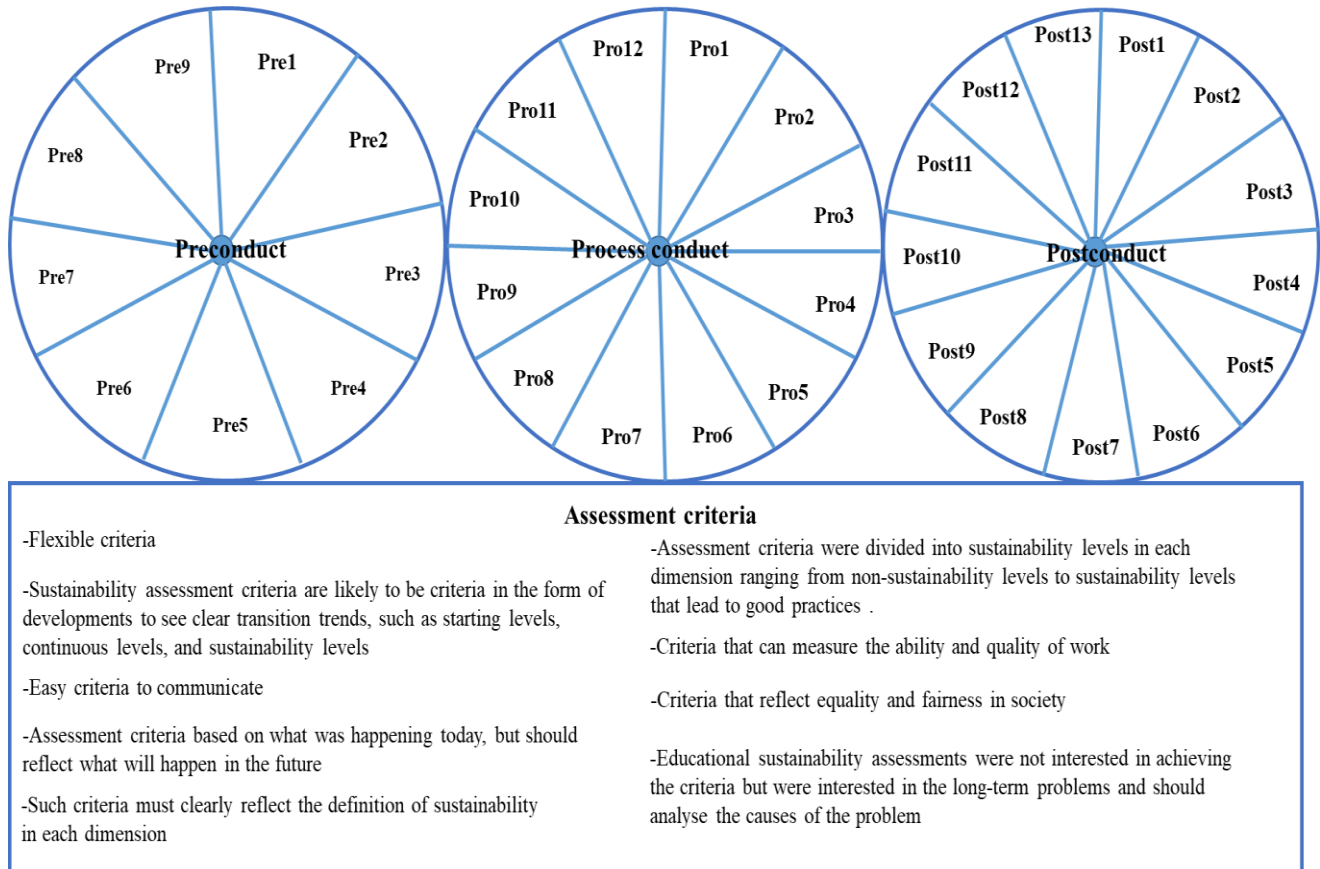 Pre1
Pre2
Pre3
Pre4
Pre5
Pre6
Pre7
Pre8
Pre9
Preconduct
Pro1
Pro2
Pro3
Pro4
Pro5
Pro6
Pro7
Pro8
Pro9
Pro10
Pro11
Pro12
Process conduct
Post1
Post2
Post3
Post4
Post5
Post6
Post7
Post8
Post9
Post10
Post11
Post12
Post13
Postconduct
Assessment criteria
-Flexible criteria
-Sustainability assessment criteria are likely to be criteria in the form of
developments to see clear transition trends, such as starting levels,
continuous levels, and sustainability levels
-Easy criteria to communicate
-Assessment criteria based on what was happening today, but should
reflect what will happen in the future
-Such criteria must clearly reflect the definition of sustainability
in each dimension
-Assessment criteria were divided into sustainability levels in each
dimension ranging from non-sustainability levels to sustainability levels
that lead to good practices .
-Criteria that can measure the ability and quality of work
-Criteria that reflect equality and fairness in society
-Educational sustainability assessments were not interested in achieving
the criteria but were interested in the long-term problems and should
analyse the causes of the problem